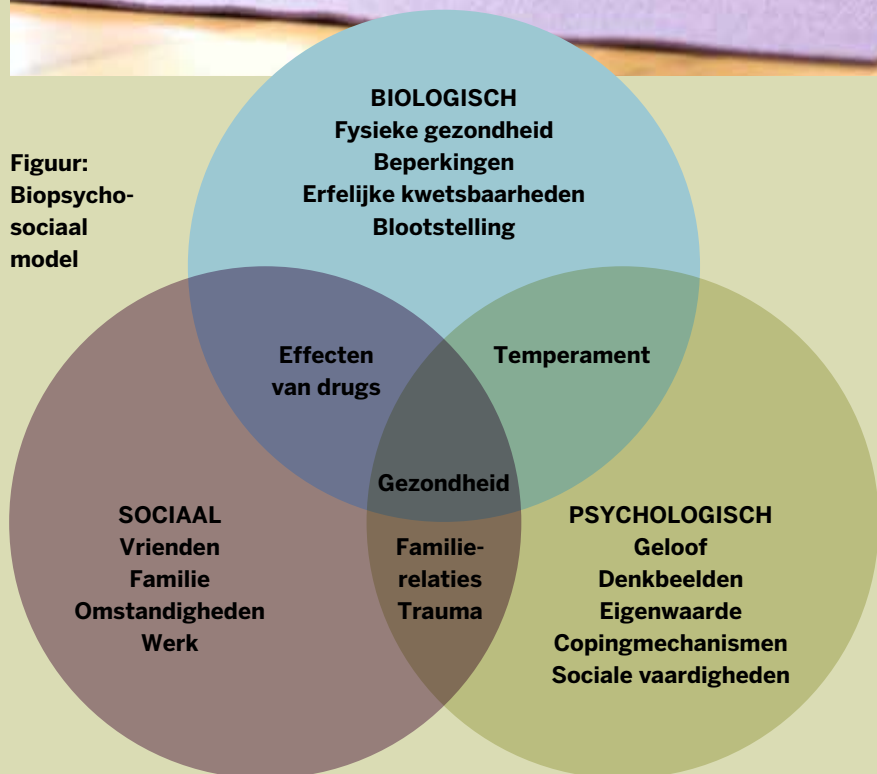 Figuur:
Biopsycho-
sociaal
model
BIOLOGISCH
Fysieke gezondheid
Beperkingen
Erfelijke kwetsbaarheden
Blootstelling
Effecten
van drugs
Temperament
Gezondheid
SOCIAAL
Vrienden
Familie
Omstandigheden
Werk
Familie-
relaties
Trauma
PSYCHOLOGISCH
Geloof
Denkbeelden
Eigenwaarde
Copingmechanismen
Sociale vaardigheden